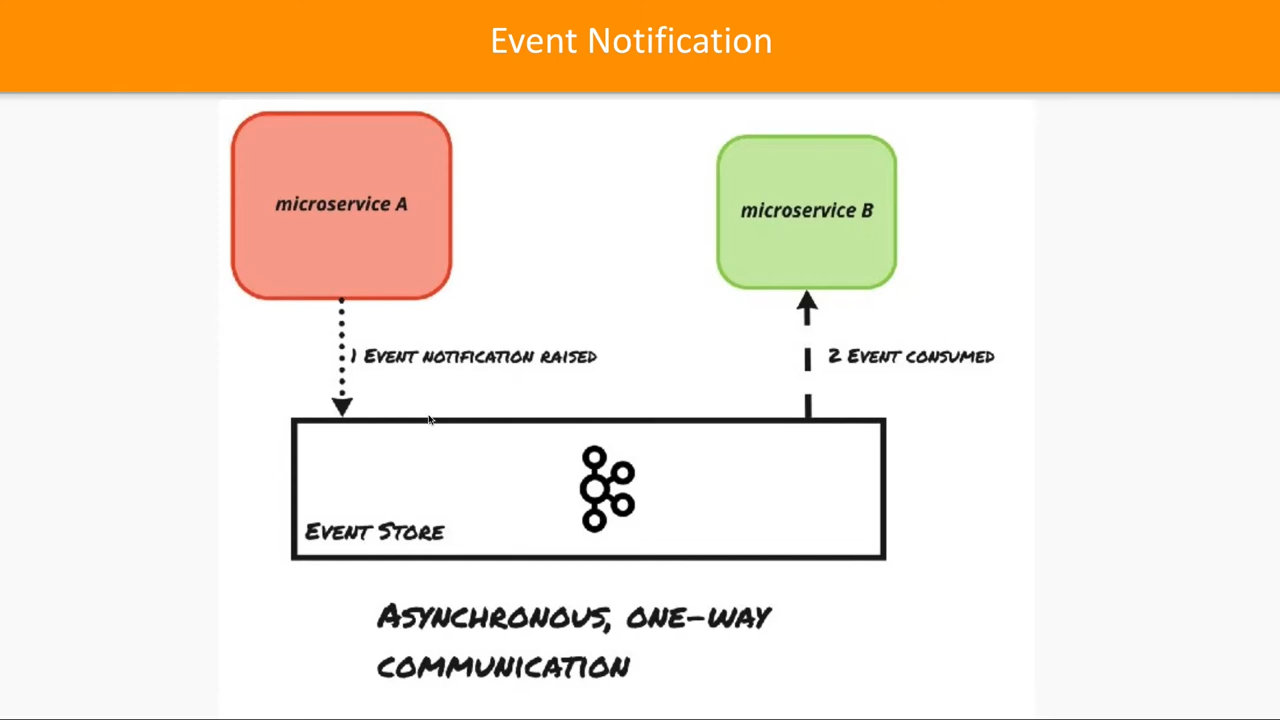 Event Notification
microservice A
microservice B
1 Event notification raised
2 Event consumed
Event Store
Asynchronous, one-way
communication